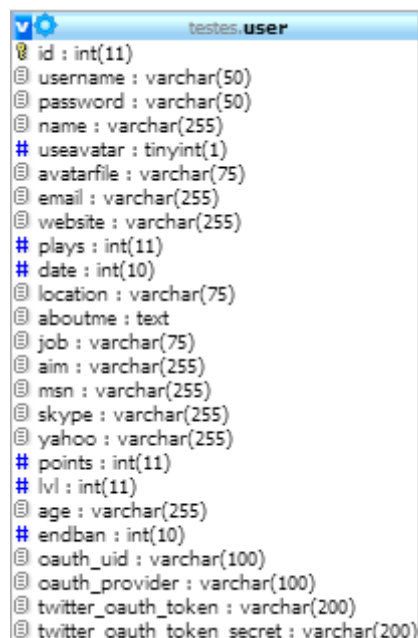 testes.user
id : int(11)
username : varchar(50)
password : varchar(50)
name : varchar(255)
# useavatar : tinyint(1)
avatarfile : varchar(75)
email : varchar(255)
website : varchar(255)
# plays : int(11)
# date : int(10)
location : varchar(75)
aboutme : text
job : varchar(75)
aim : varchar(255)
msn : varchar(255)
skype : varchar(255)
yahoo : varchar(255)
# points : int(11)
# lvl : int(11)
age : varchar(255)
# endban : int(10)
oauth_uid : varchar(100)
oauth_provider : varchar(100)
twitter_oauth_token : varchar(200)
twitter_oauth_token_secret : varchar(200)